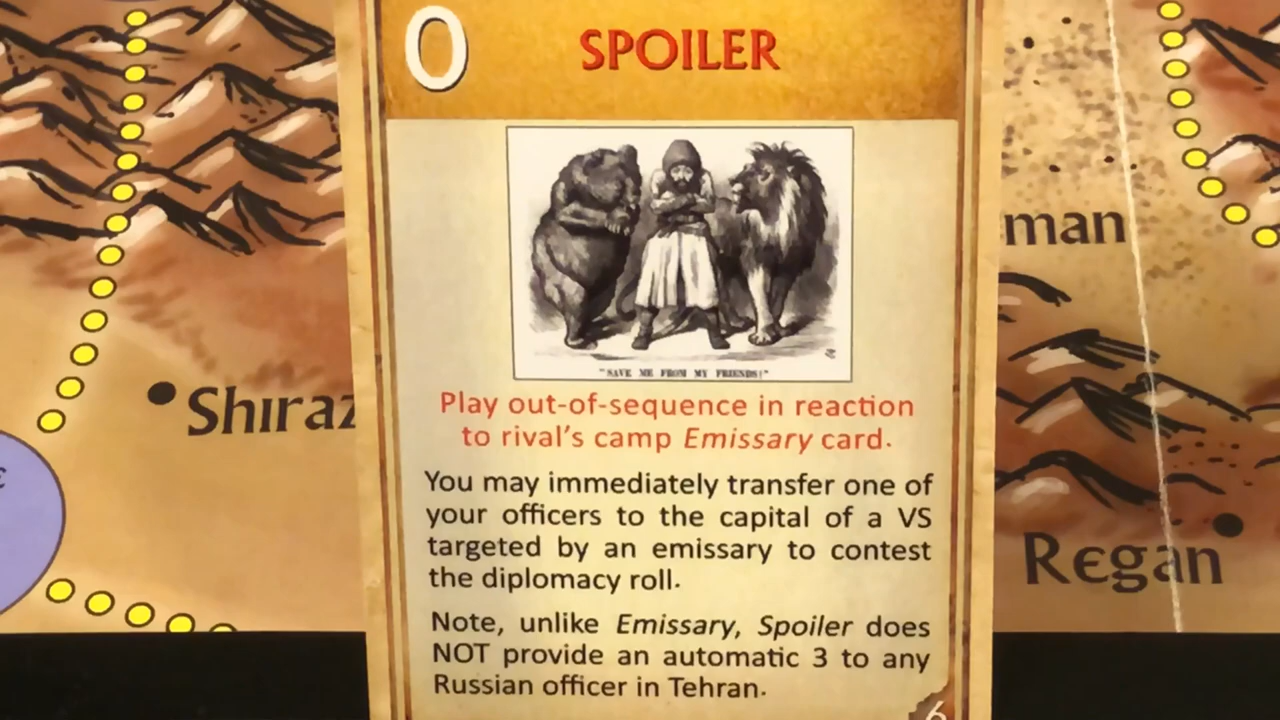 0
SPOILER
"SAVE ME FROM MY FRIENDS!"
Play out-of-sequence in reaction
to rival's camp Emissary card.
You may immediately transfer one of
your officers to the capital of a VS
targeted by an emissary to contest
the diplomacy roll.
Note, unlike Emissary, Spoiler does
NOT provide an automatic 3 to any
Russian officer in Tehran.
6
Shiraz
man
Regan